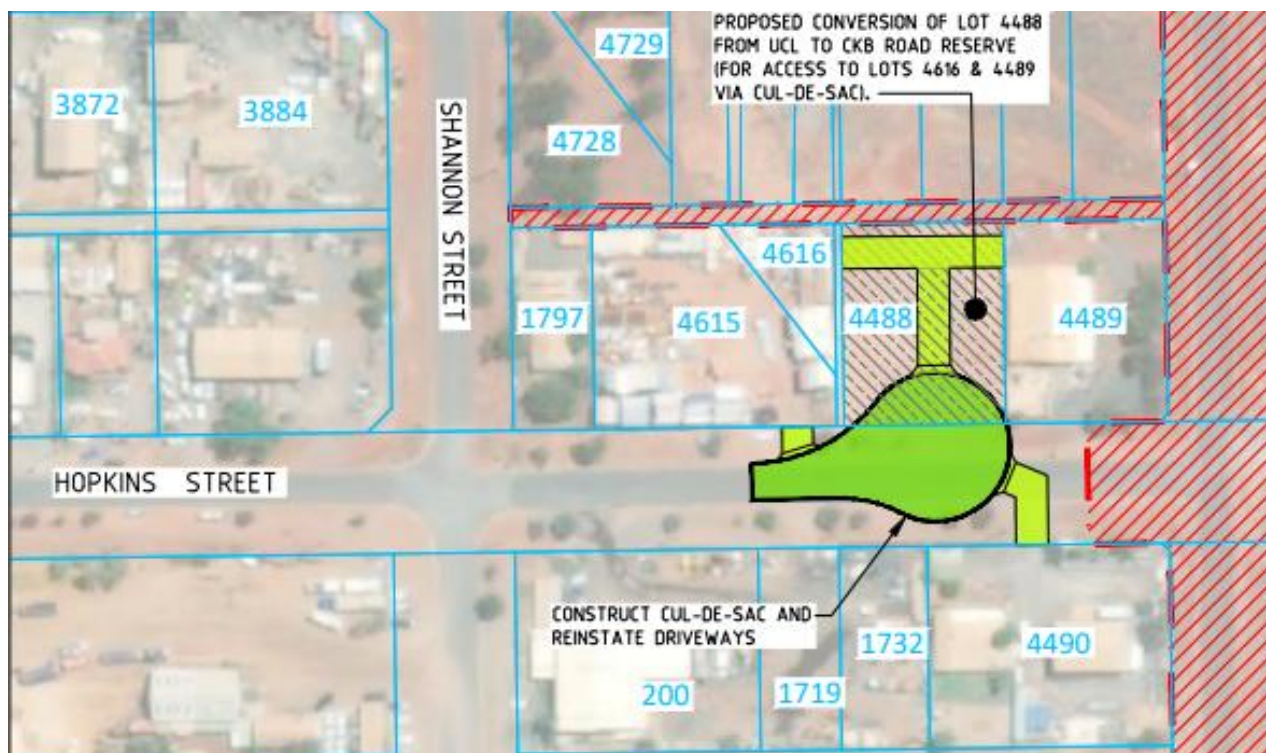 PROPOSED CONVERSION OF LOT 4488
FROM UCL TO CKB ROAD RESERVE
(FOR ACCESS TO LOTS 4616 & 4489
VIA CUL-DE-SAC).
4729
3872
3884
4728
SHANNON STREET
4616
1797
4615
4488
4489
HOPKINS STREET
CONSTRUCT CUL-DE-SAC AND
REINSTATE DRIVEWAYS
1732
4490
200
1719